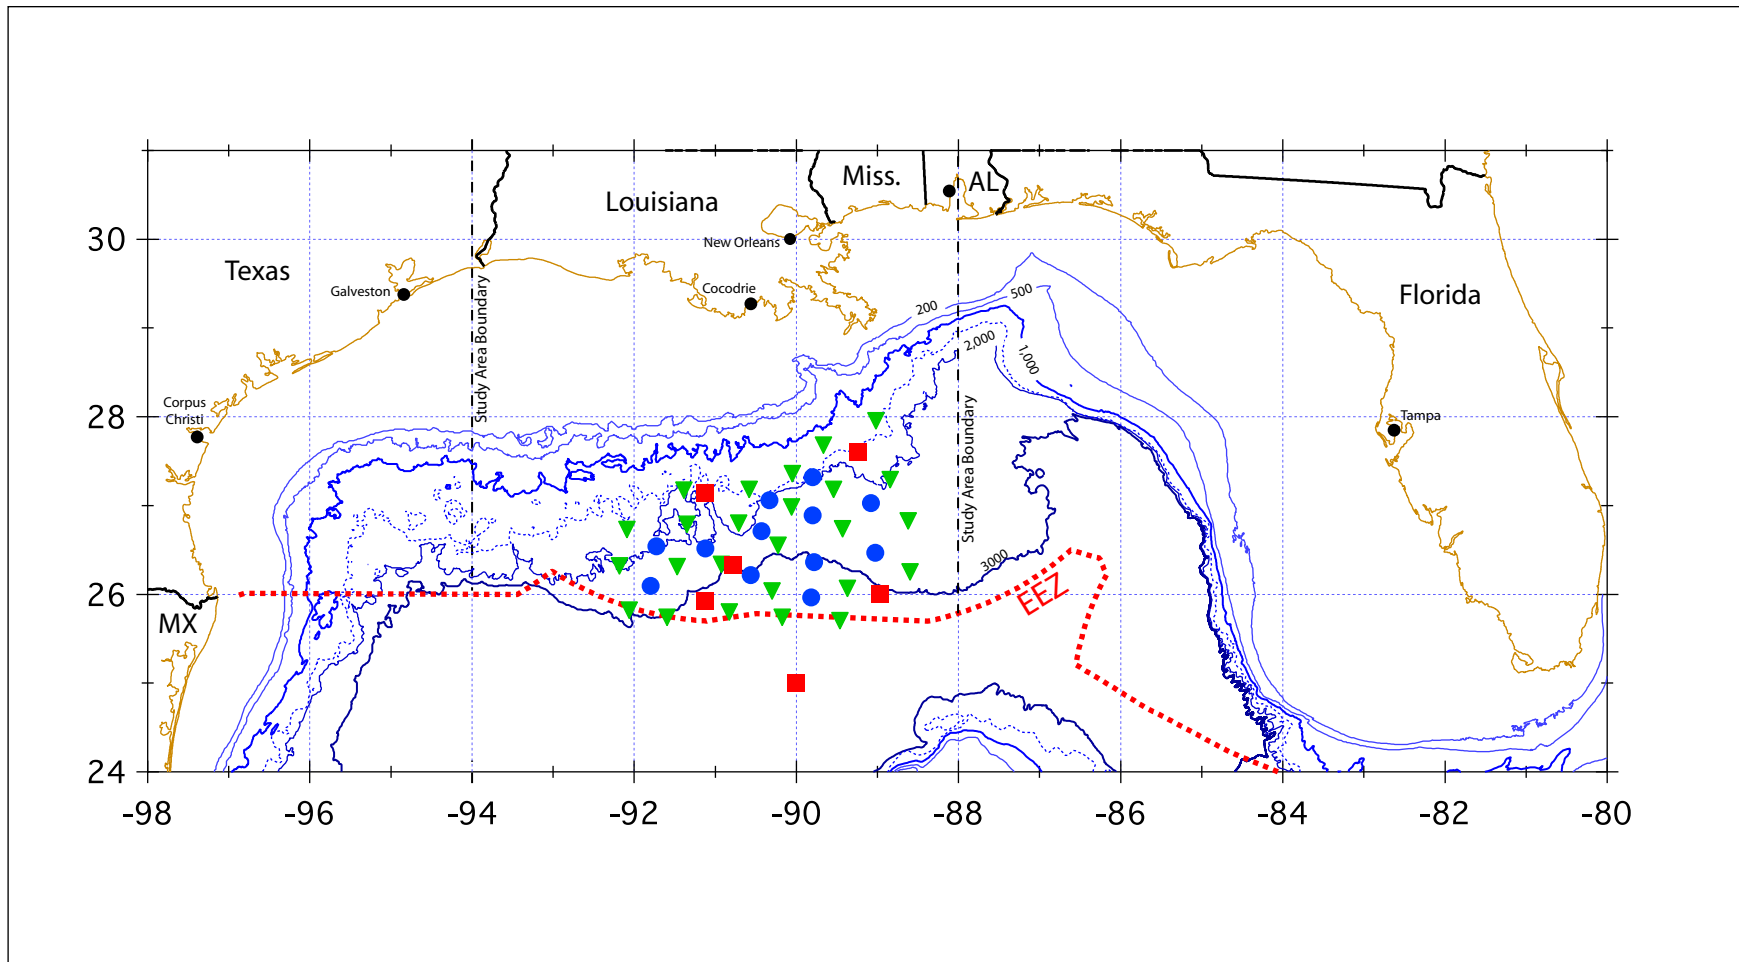 Miss.
AL
Louisiana
30
New Orleans
Texas
Galveston
Cocodrie
Study Area Boundary
200
500
Florida
2,000
1,000
Corpus
Christi
28
Tampa
Study Area Boundary
3000
26
EEZ
MX
24
-98
-96
-94
-92
-90
-88
-86
-84
-82
-80